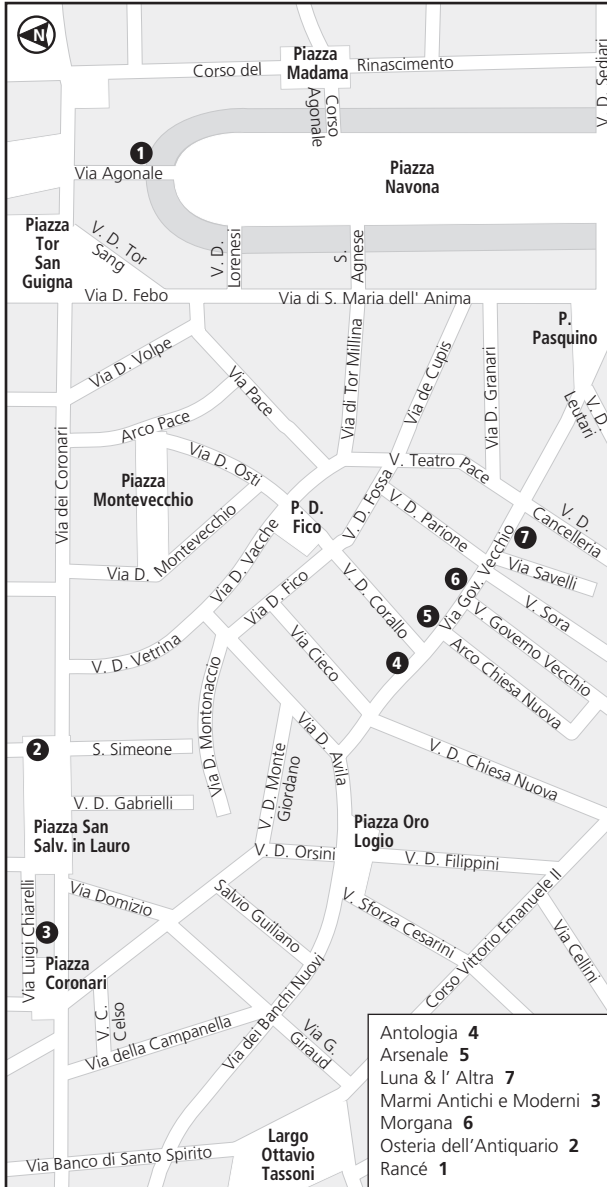 N
Piazza
Madama
Corso del
Rinascimento
V. D. Sediari
Corso
Agonale
1
Via Agonale
Piazza
Navona
Piazza
Tor
San
Guigna
V. D. Tor
Sang
V. D.
Lorenesi
S.
Agnese
Via D. Febo
Via di S. Maria dell' Anima
P.
Pasquino
Via D. Volpe
Via Pace
Via di Tor Millina
Via de Cupis
Via D. Granari
V. D.
Leutari
Arco Pace
Via dei Coronari
Via D. Osti
V. Teatro Pace
Piazza
Montevecchio
P. D.
Fico
V. D. Fossa
V. D. Parione
V. D.
Cancelleria
7
Via D. Montevecchio
Via D. Vacche
Via Gov. Vecchio
Via Savelli
6
Via D. Fico
V. D. Corallo
5
V. Sora
V. Governo Vecchio
V. D. Vetrina
Via Cieco
4
Arco Chiesa Nuova
Via D. Montonaccio
2
S. Simeone
Via D. Avila
V. D. Chiesa Nuova
V. D. Gabrielli
V. D. Monte
Giordano
Piazza San
Salv. in Lauro
Piazza Oro
Logio
V. D. Orsini
V. D. Filippini
Via Luigi Chiarelli
Via Domizio
Salvio Guiliano
V. Sforza Cesarini
Corso Vittorio Emanuele II
Via Cellini
3
Piazza
Coronari
V. C.
Celso
Via dei Banchi Nuovi
Via della Campanella
Via G.
Giraud
Largo
Ottavio
Tassoni
Via Banco di Santo Spirito
Antologia 4
Arsenale 5
Luna & l' Altra 7
Marmi Antichi e Moderni 3
Morgana 6
Osteria dell'Antiquario 2
Rancé 1